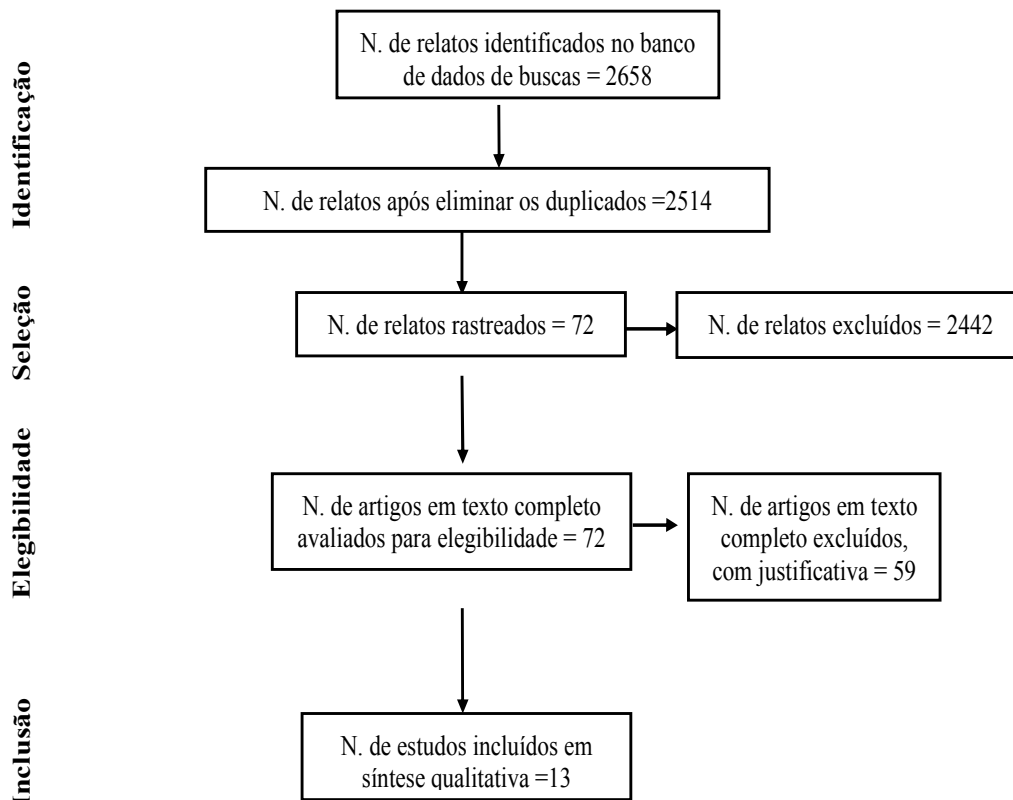 Identificação
N. de relatos identificados no banco
de dados de buscas = 2658
N. de relatos após eliminar os duplicados =2514
Seleção
N. de relatos rastreados = 72
N. de relatos excluídos = 2442
Elegibilidade
N. de artigos em texto completo
avaliados para elegibilidade = 72
N. de artigos em texto
completo excluídos,
com justificativa = 59
Inclusão
N. de estudos incluídos em
síntese qualitativa =13